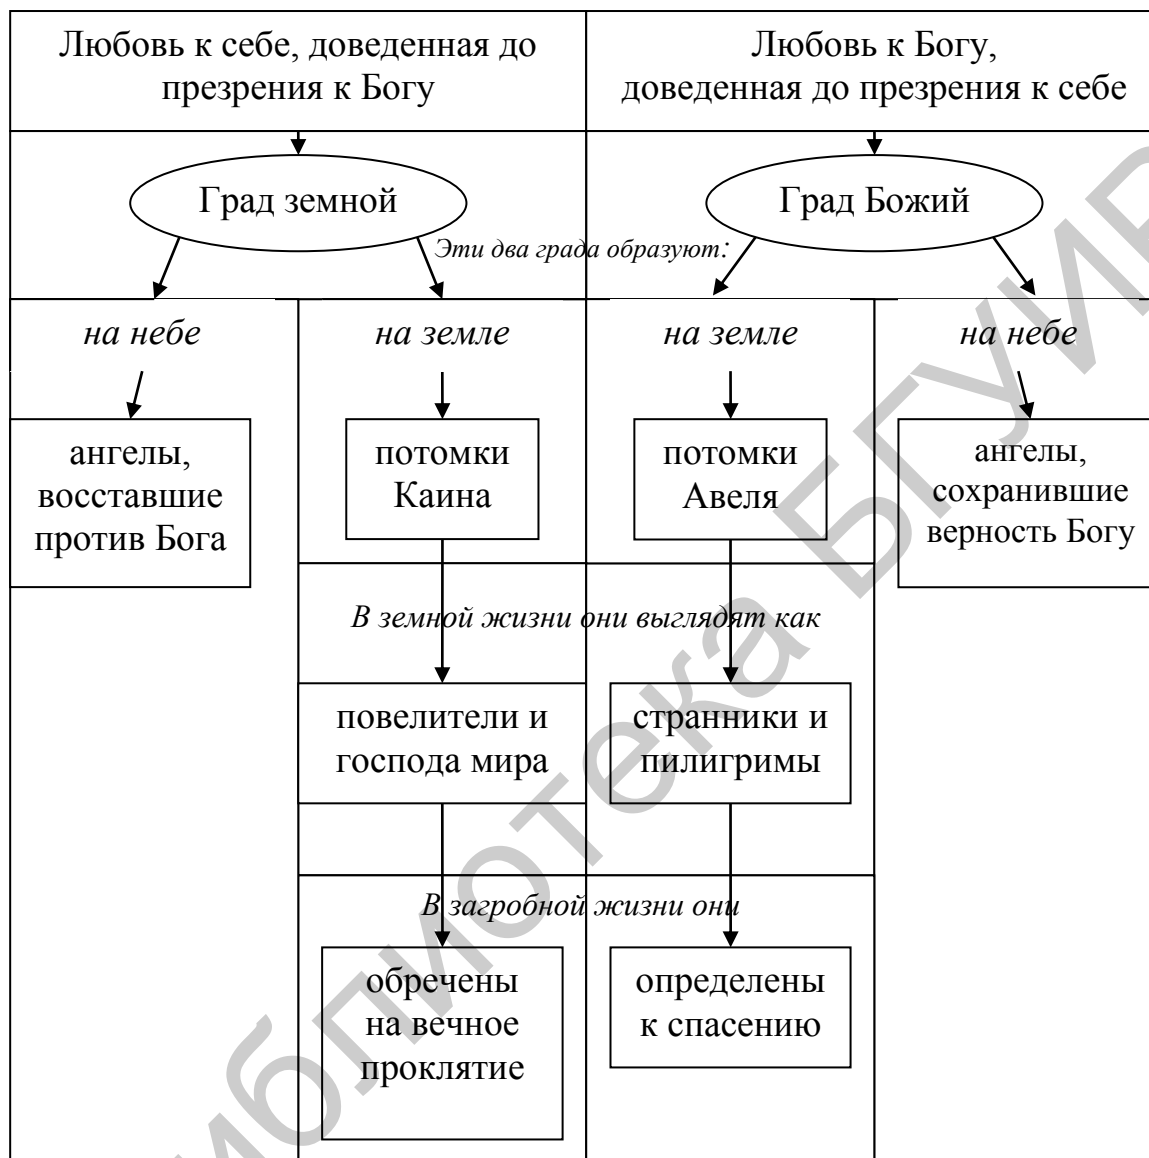 Любовь к себе, доведенная до
презрения к Богу
Любовь к Богу,
доведенная до презрения к себе
Град земной
Град Божий
Эти два града образуют:
на небе
на земле
на земле
на небе
ангелы,
восставшие
против Бога
потомки
Каина
потомки
Авеля
ангелы,
сохранившие
верность Богу
В земной жизни они выглядят как
повелители и
господа мира
странники и
пилигримы
В загробной жизни они
обречены
на вечное
проклятие
определены
к спасению
иблиотека БГУИР